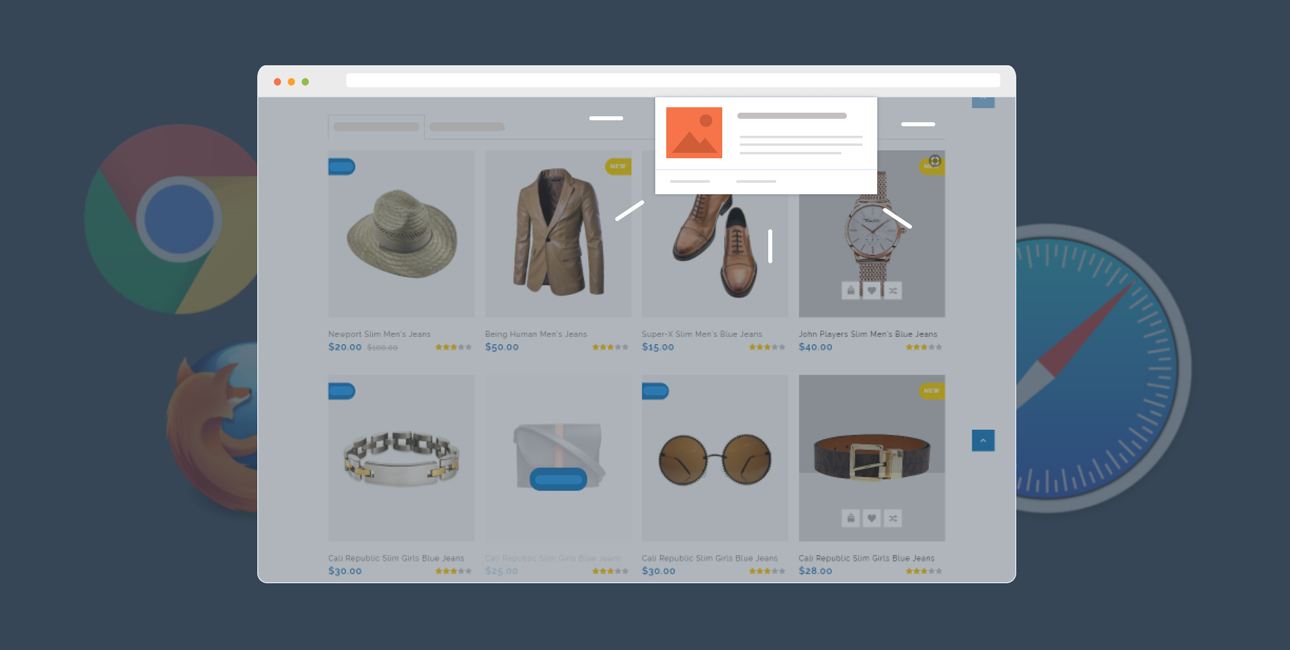 NEW
NEW
Newport Slim Men's Jeans
$20.00 $100.00
Being Human Men's Jeans
$50.00
Super-X Slim Men's Blue Jeans
$15.00
John Players Slim Men's Blue Jeans
$40.00
NEW
Cali Republic Slim Girls Blue Jeans
$30.00
Cali Republic Slim Girls Blue Jeans
$25.00
Cali Republic Slim Girls Blue Jeans
$30.00
Cali Republic Slim Girls Blue Jeans
$28.00